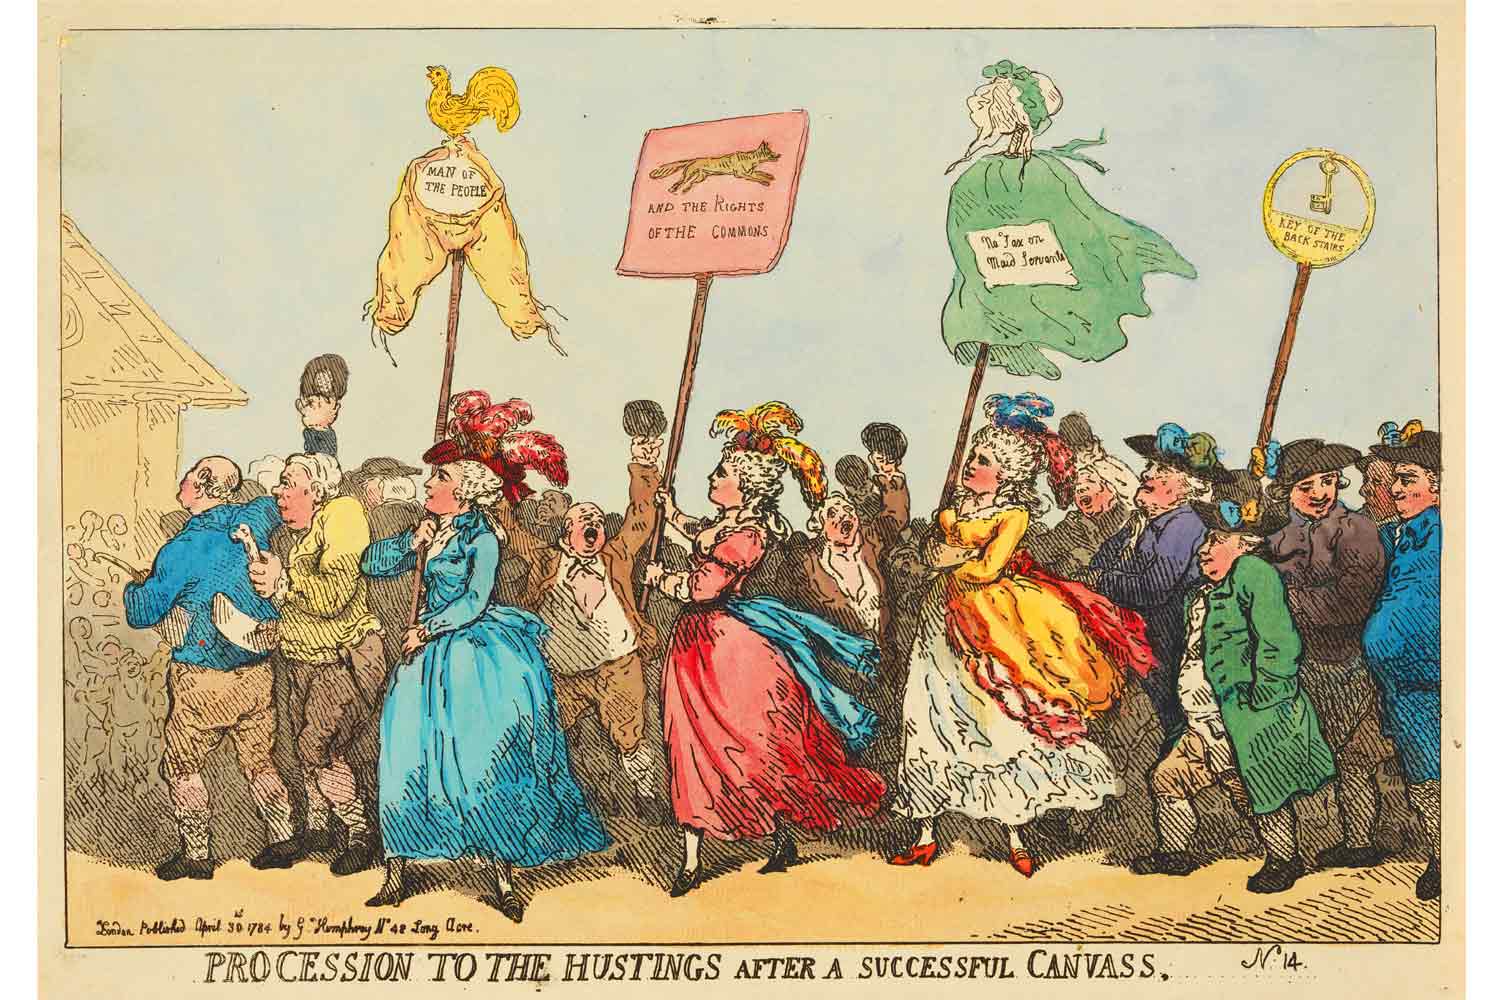 MAN OF
THE PEOPLE
AND THE RIGHTS
OF THE COMMONS
No Tax on
Maid Servants
KEY OF THE
BACK STAIRS
London Published April 30 1784 by G. Humphrey No 48 Long Acre.
PROCESSION TO THE HUSTINGS AFTER A SUCCESSFUL CANVASS.
No. 14.